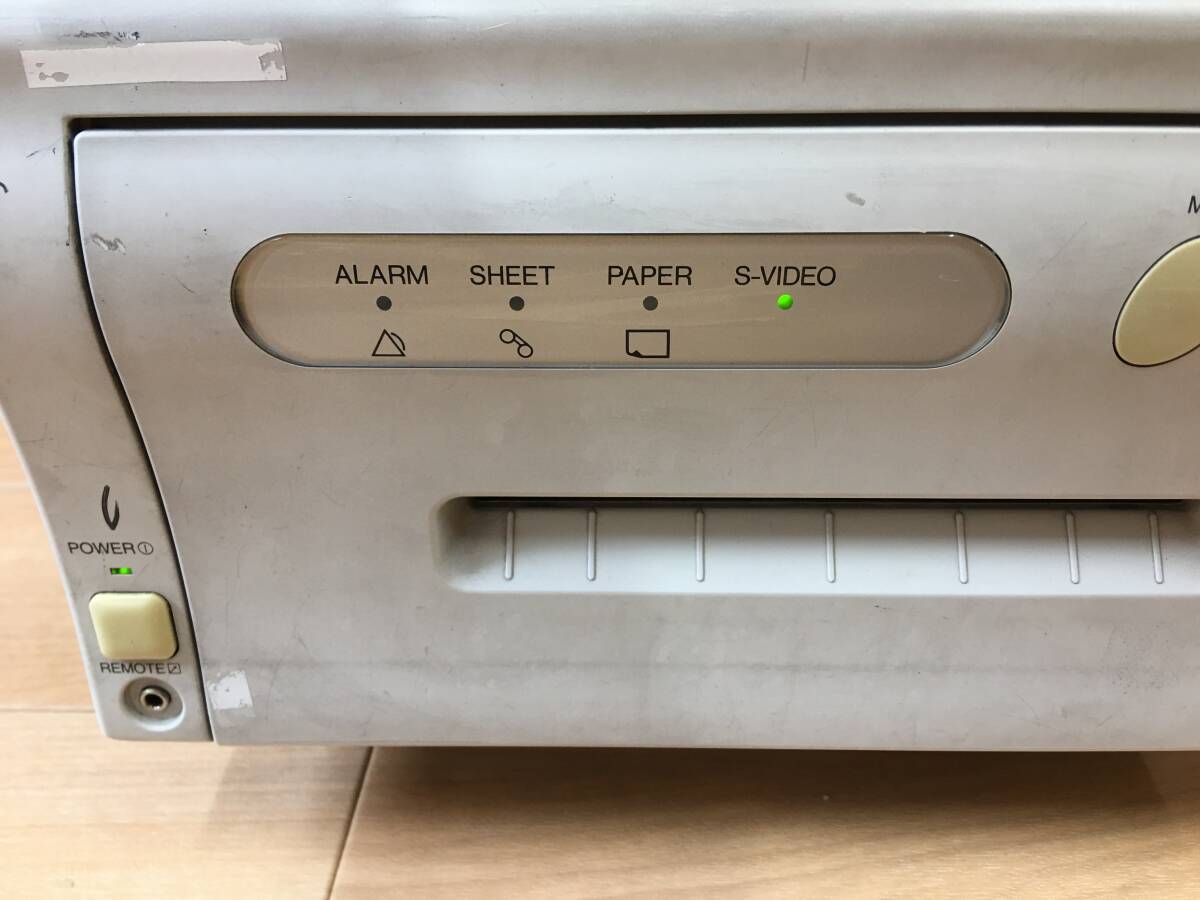 ALARM SHEET PAPER S-VIDEO
POWER
REMOTE